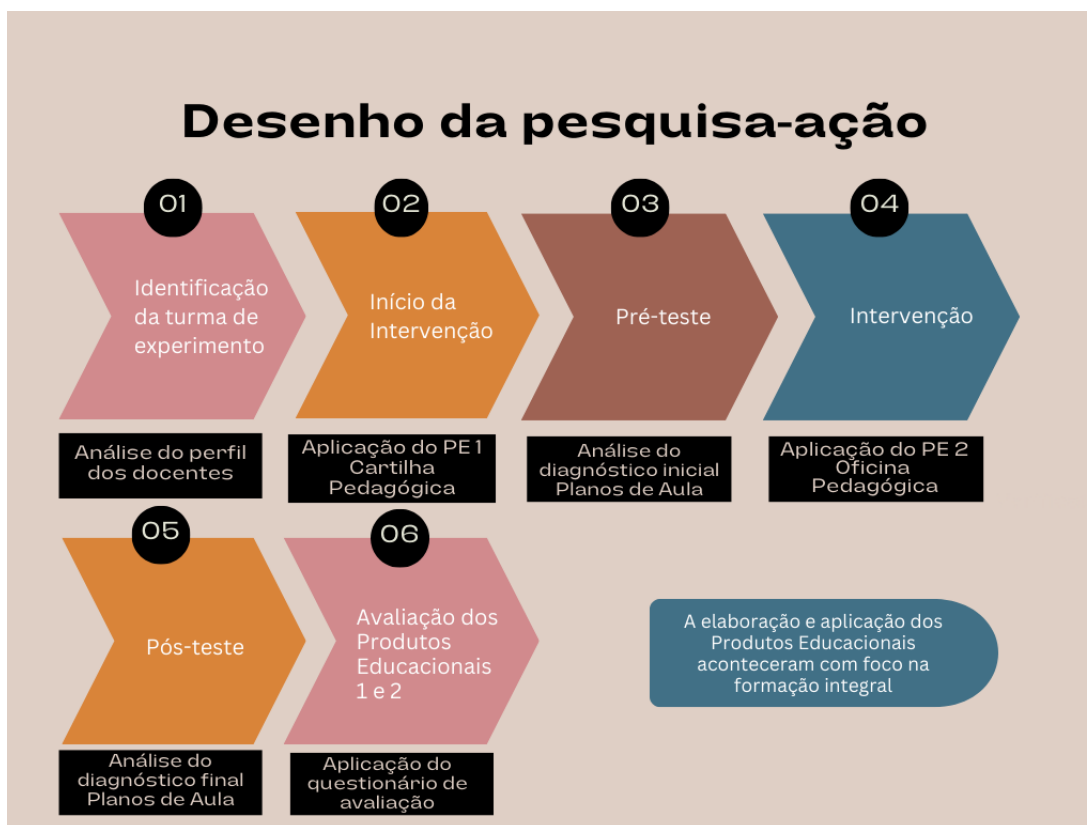 Desenho da pesquisa-ação
01
Identificação
da turma de
experimento
Análise do perfil
dos docentes
02
Início da
Intervenção
Aplicação do PE 1
Cartilha
Pedagógica
03
Pré-teste
Análise do
diagnóstico inicial
Planos de Aula
04
Intervenção
Aplicação do PE 2
Oficina
Pedagógica
05
Pós-teste
Análise do
diagnóstico final
Planos de Aula
06
Avaliação dos
Produtos
Educacionais
1 e 2
Aplicação do
questionário de
avaliação
A elaboração e aplicação dos
Produtos Educacionais
aconteceram com foco na
formação integral